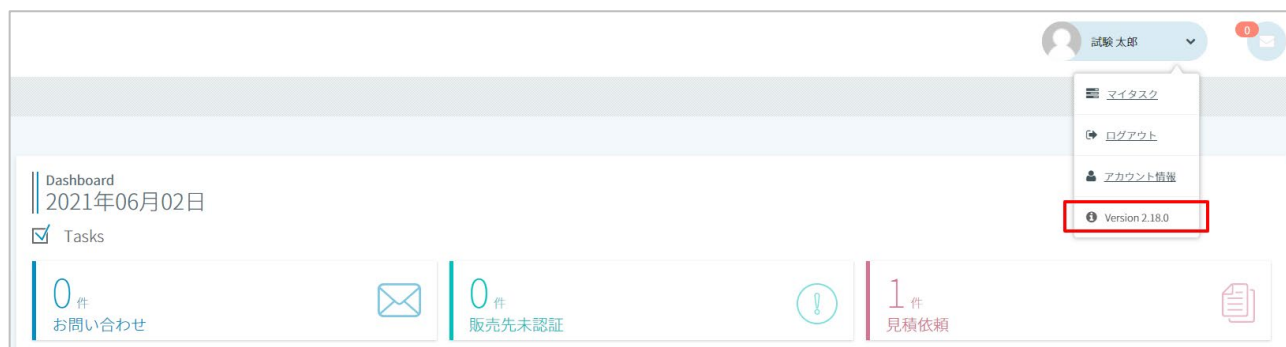 試験 太郎
0
マイタスク
ログアウト
アカウント情報
Version 2.18.0
Dashboard
2021年06月02日
Tasks
0 件
お問い合わせ
0 件
販売先未認証
1 件
見積依頼